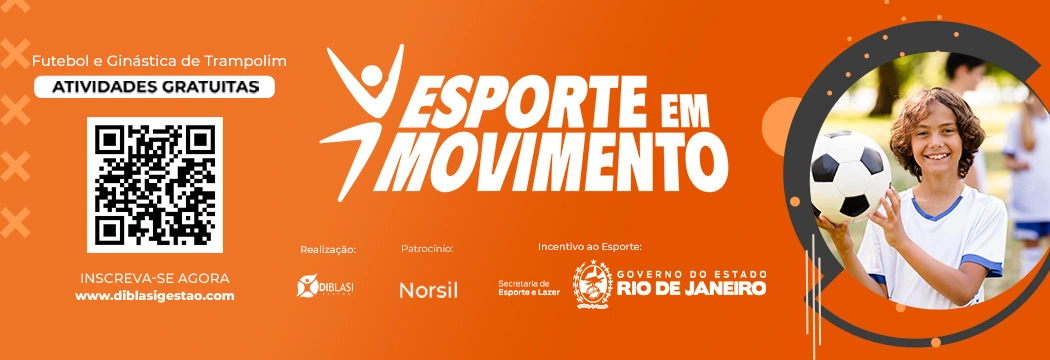 Futebol e Ginástica de Trampolim
ATIVIDADES GRATUITAS
INSCREVA-SE AGORA
www.diblasigestao.com
ESPORTE EM
MOVIMENTO
Realização:
DIBLASI
GESTÃO
Patrocínio:
Norsil
Incentivo ao Esporte:
Secretaria de
Esporte e Lazer
GOVERNO DO ESTADO
RIO DE JANEIRO